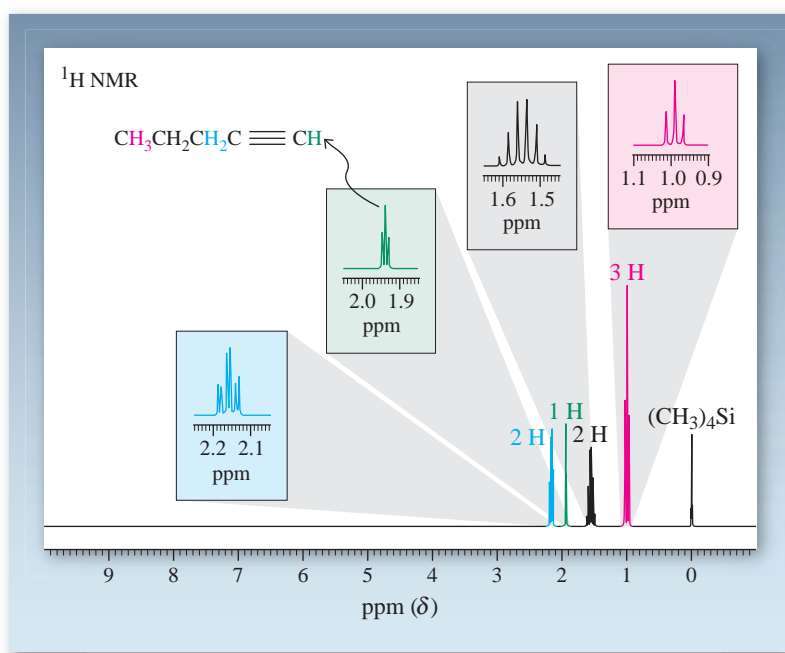 ¹H NMR
CH₃CH₂CH₂C≡CH
1.6 1.5
ppm
1.1 1.0 0.9
ppm
2.0 1.9
ppm
2.2 2.1
ppm
3 H
2 H
1 H
2 H
(CH₃)₄Si
9 8 7 6 5 4 3 2 1 0
ppm (δ)